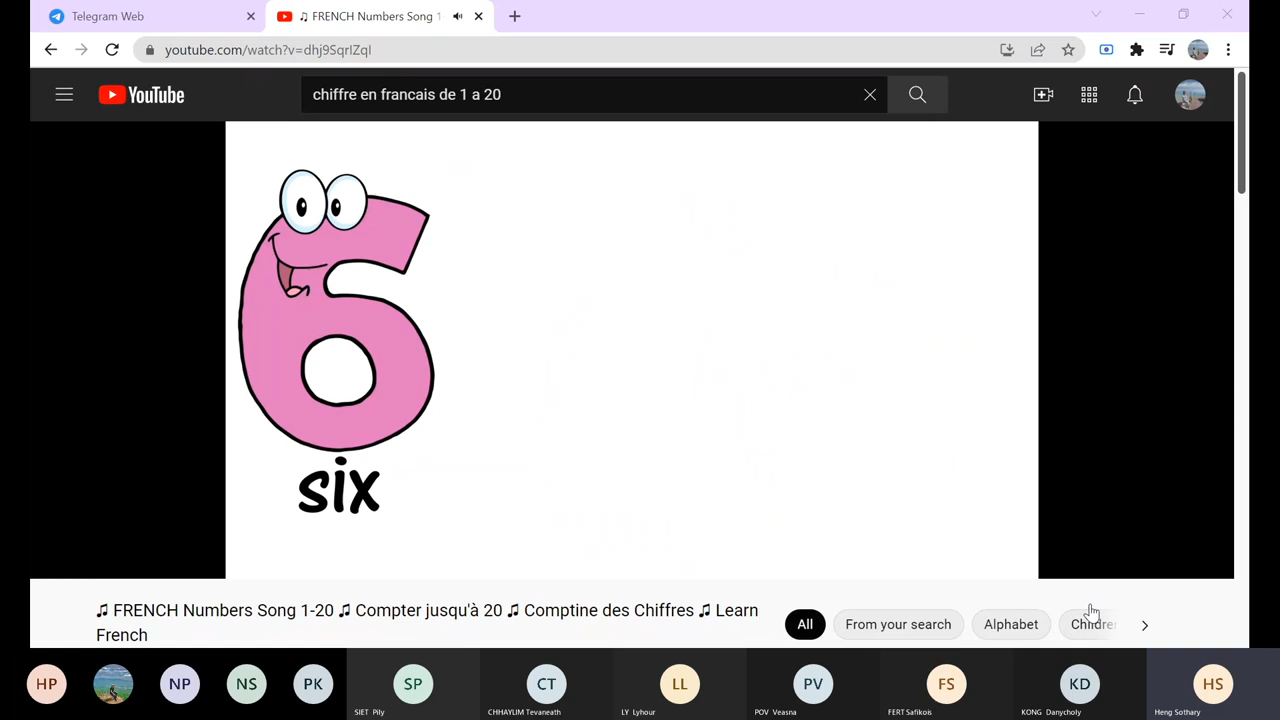 Telegram Web
♫ FRENCH Numbers Song 1
youtube.com/watch?v=dhj9SqrIZqI
YouTube
chiffre en francais de 1 a 20
6
six
♫ FRENCH Numbers Song 1-20 ♫ Compter jusqu'à 20 ♫ Comptine des Chiffres ♫ Learn
French
All
From your search
Alphabet
Childre
HP
NP
NS
PK
SP
CT
LL
PV
FS
KD
HS
SIET Pily
CHHAYLIM Tevaneath
LY Lyhour
POV Veasna
FERT Safikois
KONG Danycholy
Heng Sothary